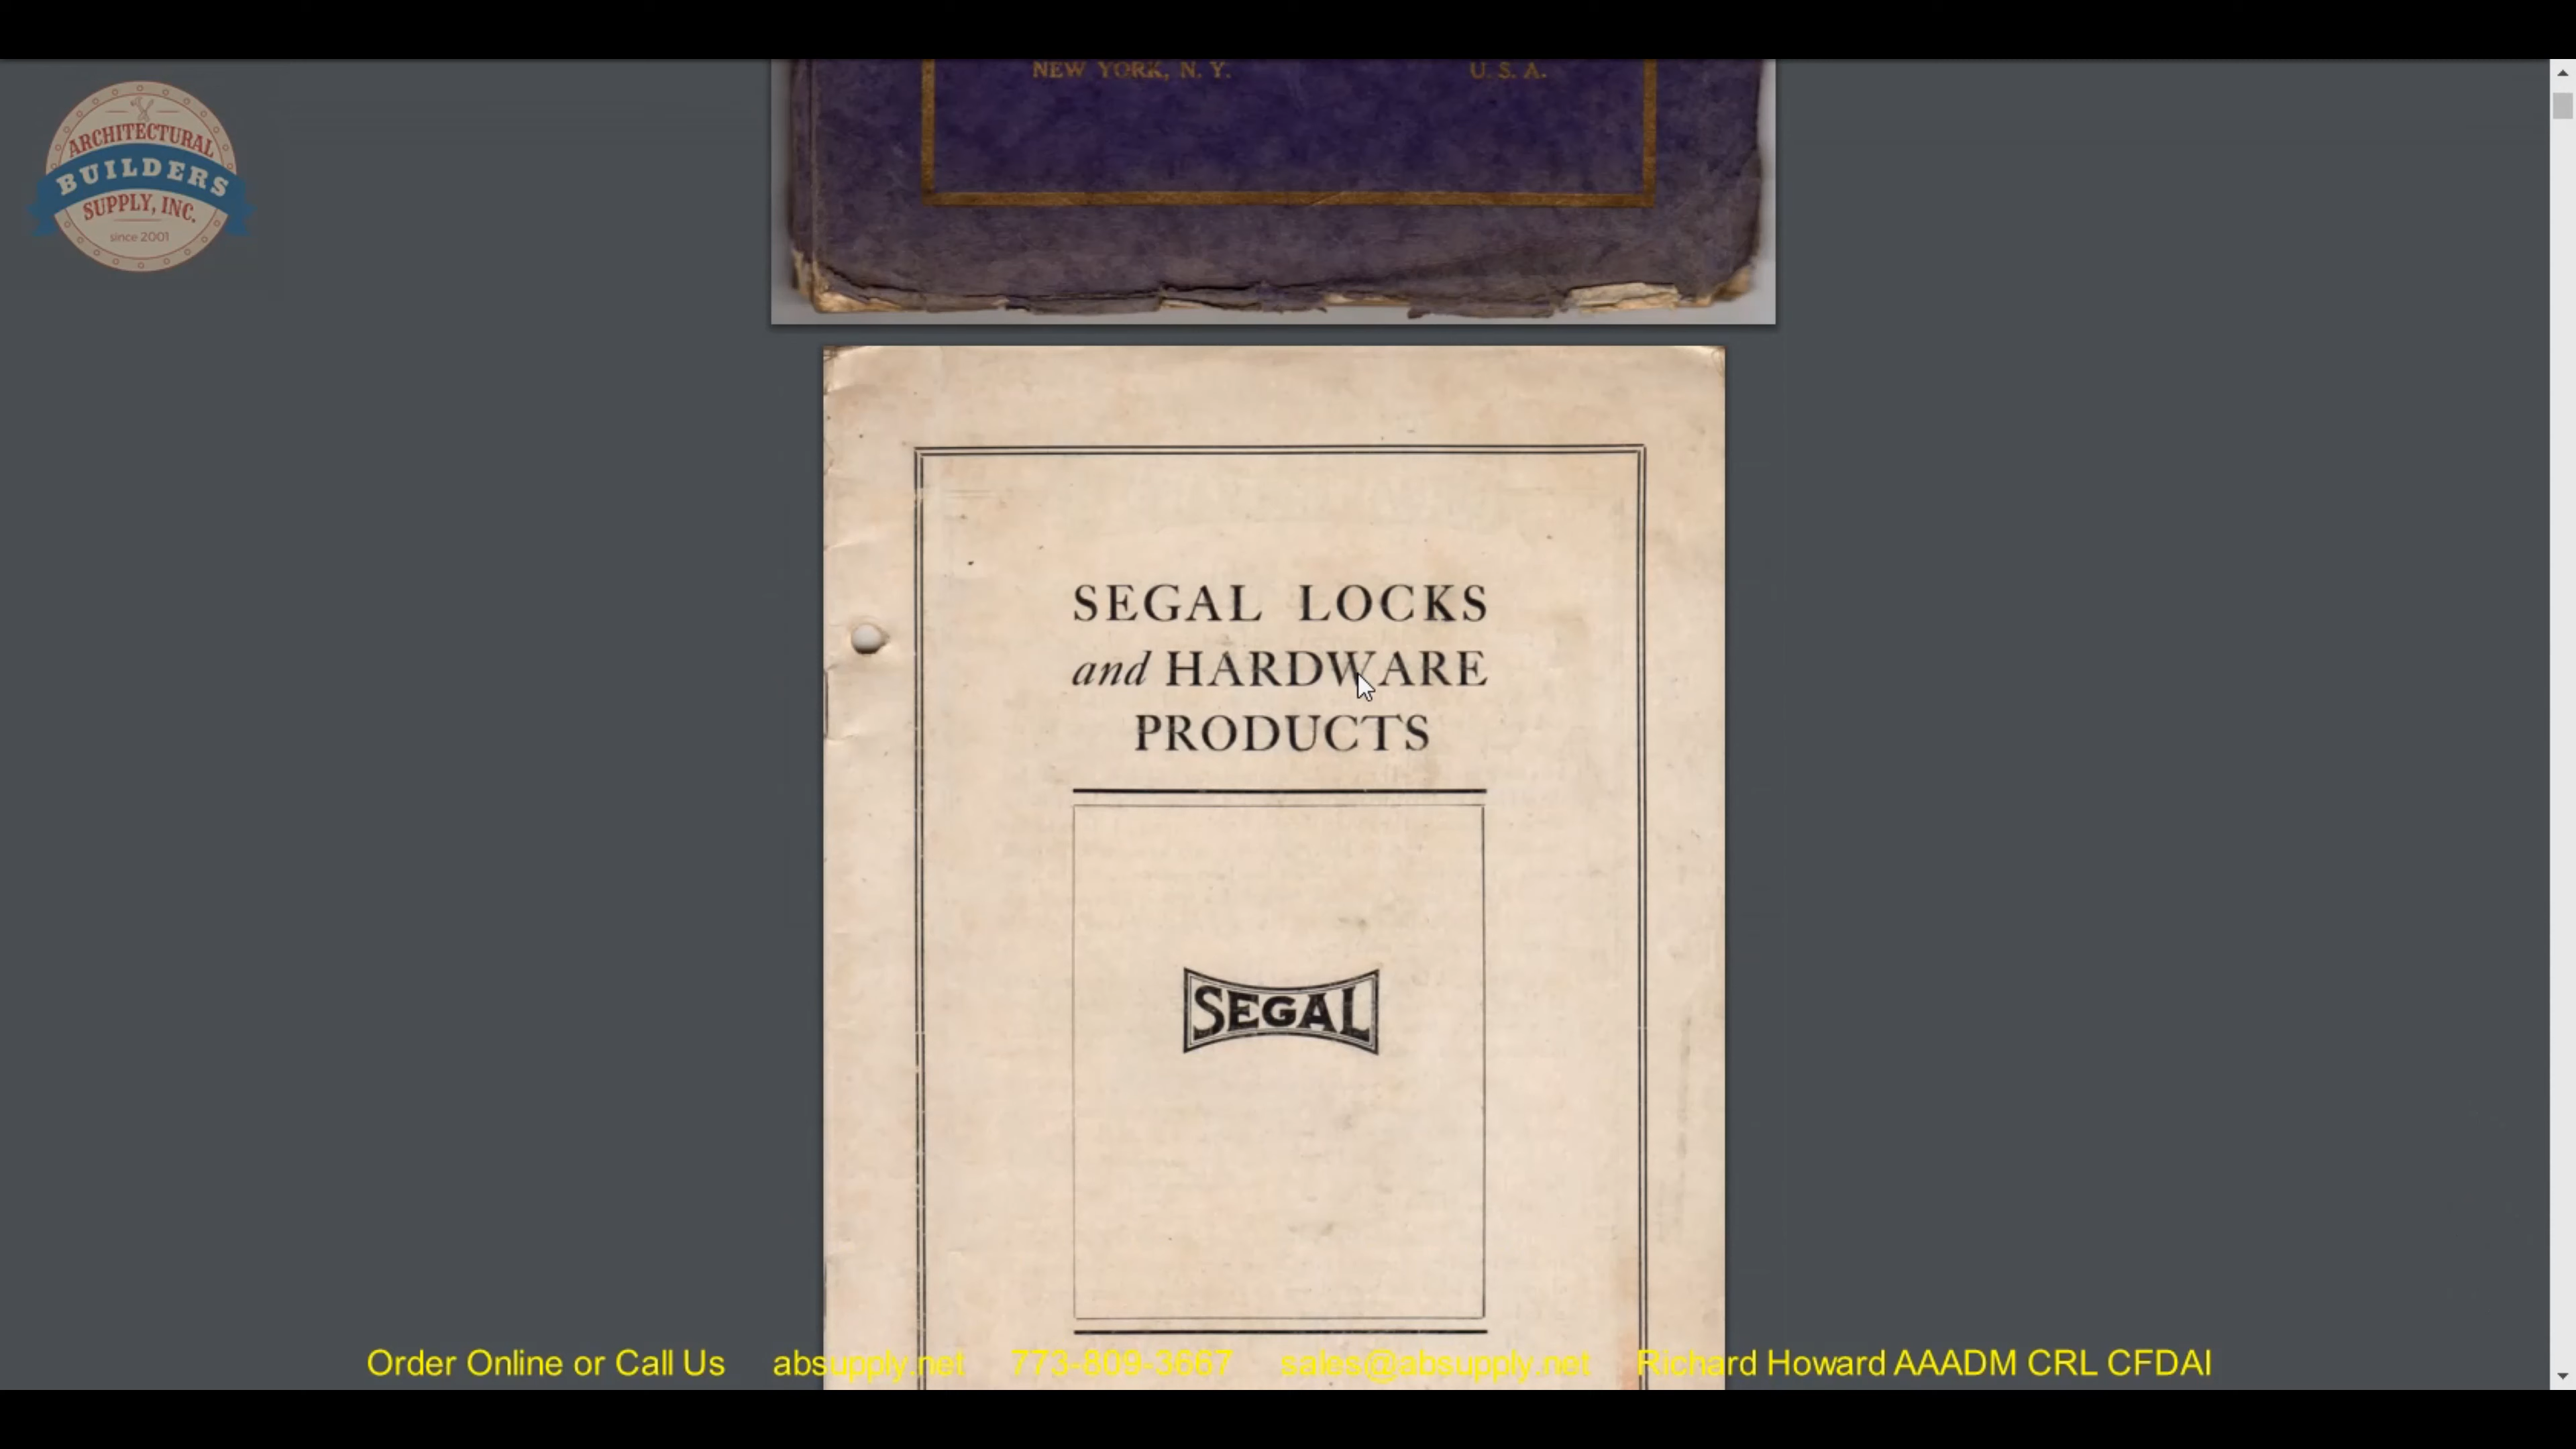 NEW YORK, N. Y. U. S. A.
ARCHITECTURAL
BUILDERS
SUPPLY, INC.
since 2001
SEGAL LOCKS
and HARDWARE
PRODUCTS
SEGAL
Order Online or Call Us absupply.net 773-809-3667 sales@absupply.net Richard Howard AAADM CRL CFDAI